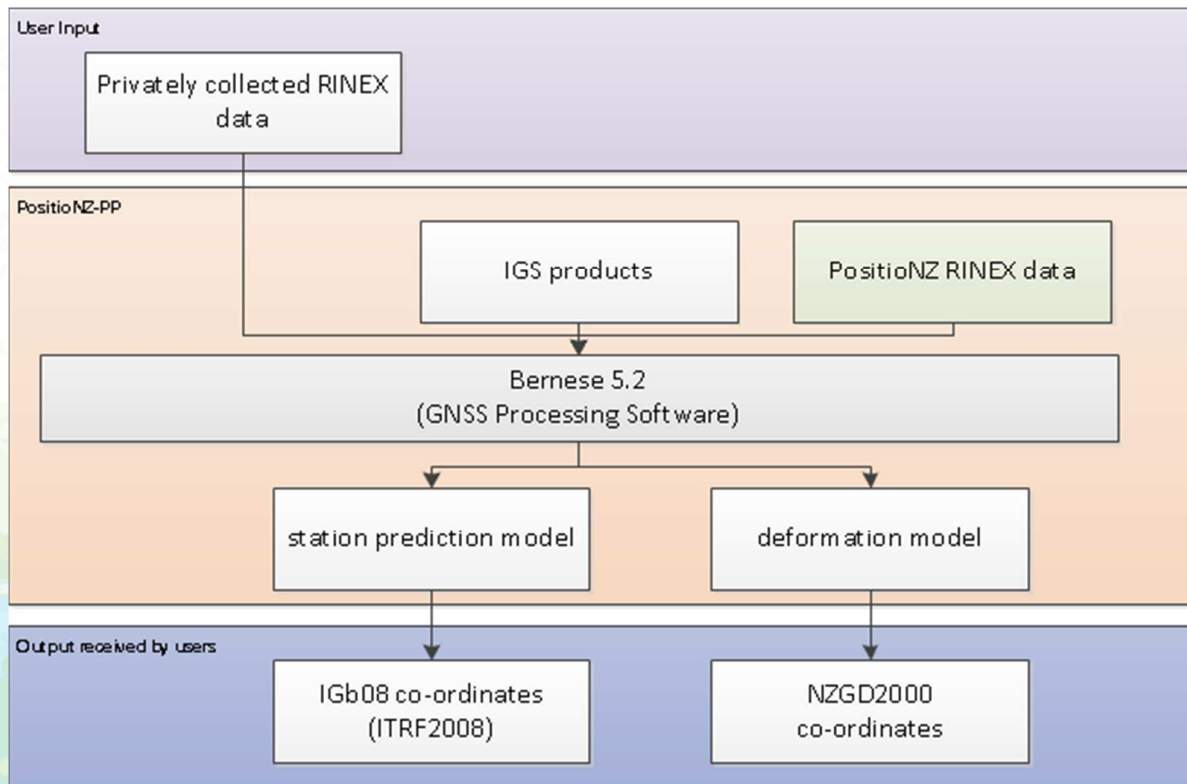 User Input
Privately collected RINEX
data
PositioNZ-PP
IGS products
PositioNZ RINEX data
Bernese 5.2
(GNSS Processing Software)
station prediction model
deformation model
Output received by users
IGb08 co-ordinates
(ITRF2008)
NZGD2000
co-ordinates